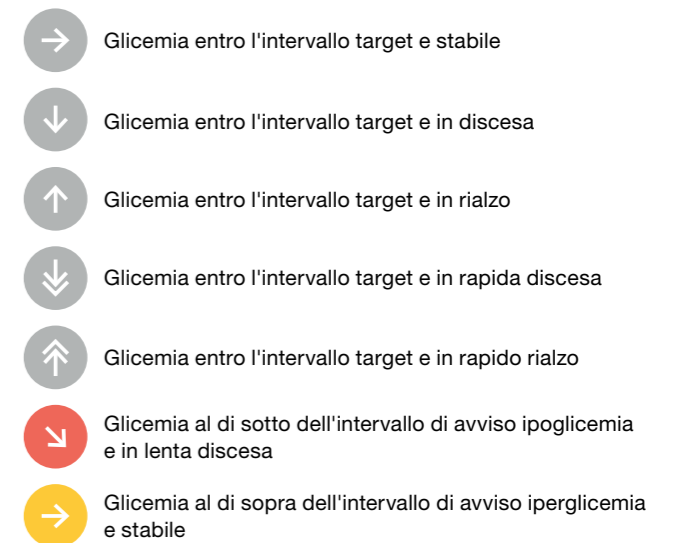 Glicemia entro l'intervallo target e stabile
Glicemia entro l'intervallo target e in discesa
Glicemia entro l'intervallo target e in rialzo
Glicemia entro l'intervallo target e in rapida discesa
Glicemia entro l'intervallo target e in rapido rialzo
Glicemia al di sotto dell'intervallo di avviso ipoglicemia
e in lenta discesa
Glicemia al di sopra dell'intervallo di avviso iperglicemia
e stabile